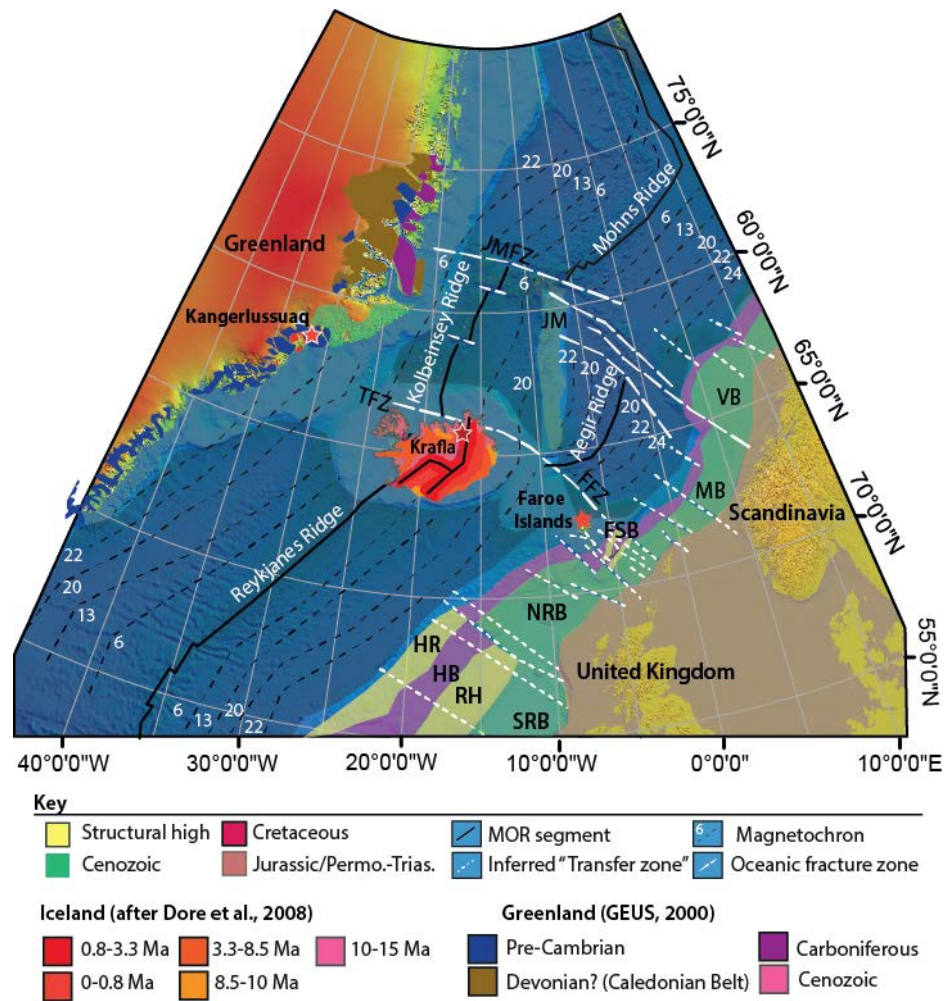 75°0'0"N
22
20
13
6
Mohns Ridge
6
13
20
22
24
60°0'0"N
Greenland
JMFZ
6
6
Kangerlussuaq
Kolbeinsey Ridge
JM
65°0'0"N
22
20
20
VB
TFZ
Aegir Ridge
20
22
24
Krafla
MB
Scandinavia
70°0'0"N
FFZ
Faroe
Islands
FSB
Reykjanes Ridge
22
20
13
6
NRB
HR
United Kingdom
55°0'0"N
HB
RH
6
13
20
22
SRB
40°0'0"W
30°0'0"W
20°0'0"W
10°0'0"W
0°0'0"
10°0'0"E
Key
Structural high
Cretaceous
MOR segment
6
Magnetochron
Cenozoic
Jurassic/Permo.-Trias.
Inferred "Transfer zone"
Oceanic fracture zone
Iceland (after Dore et al., 2008)
Greenland (GEUS, 2000)
0.8-3.3 Ma
3.3-8.5 Ma
10-15 Ma
Pre-Cambrian
Carboniferous
0-0.8 Ma
8.5-10 Ma
Devonian? (Caledonian Belt)
Cenozoic